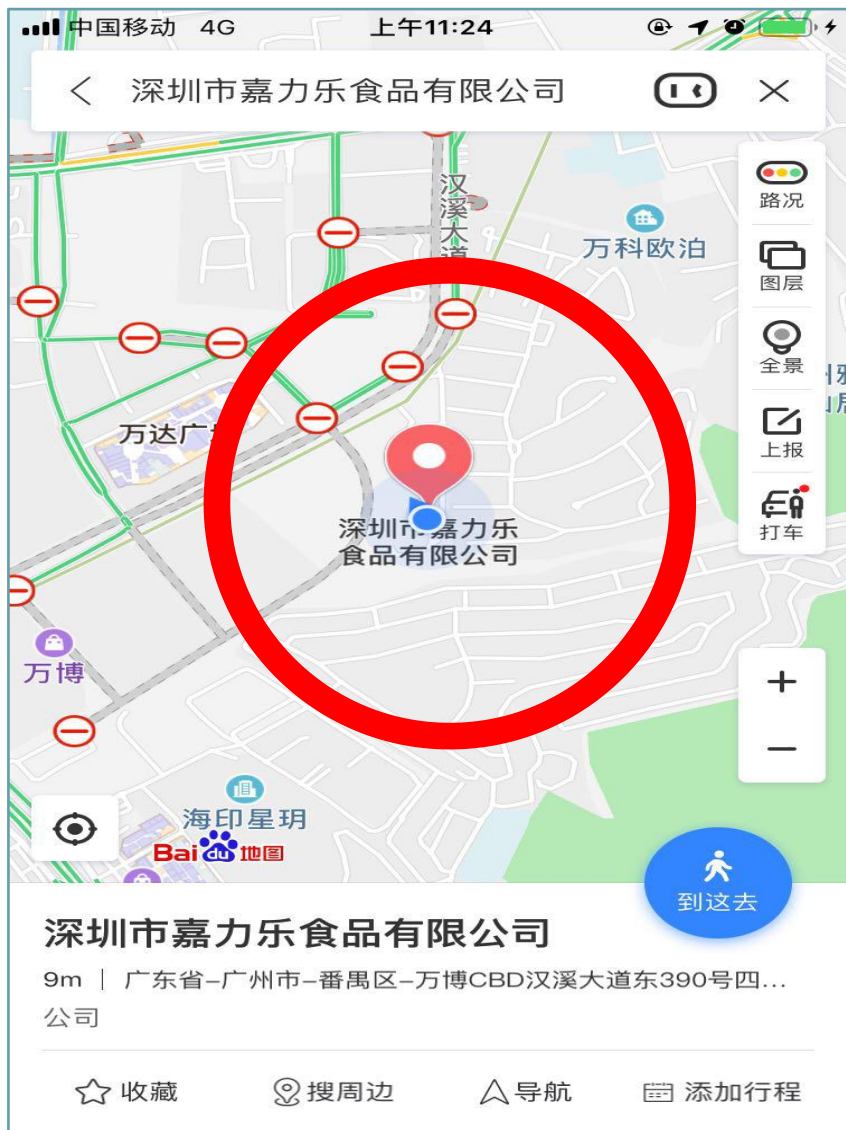 中国移动 4G 上午11:24
深圳市嘉力乐食品有限公司
汉溪大道
路况
万科欧泊
图层
全景
上报
万达广
打车
深圳市嘉力乐
食品有限公司
万博
海印星玥
Bai du 地图
到这去
深圳市嘉力乐食品有限公司
9m | 广东省-广州市-番禺区-万博CBD汉溪大道东390号四...
公司
收藏 搜周边 导航 添加行程